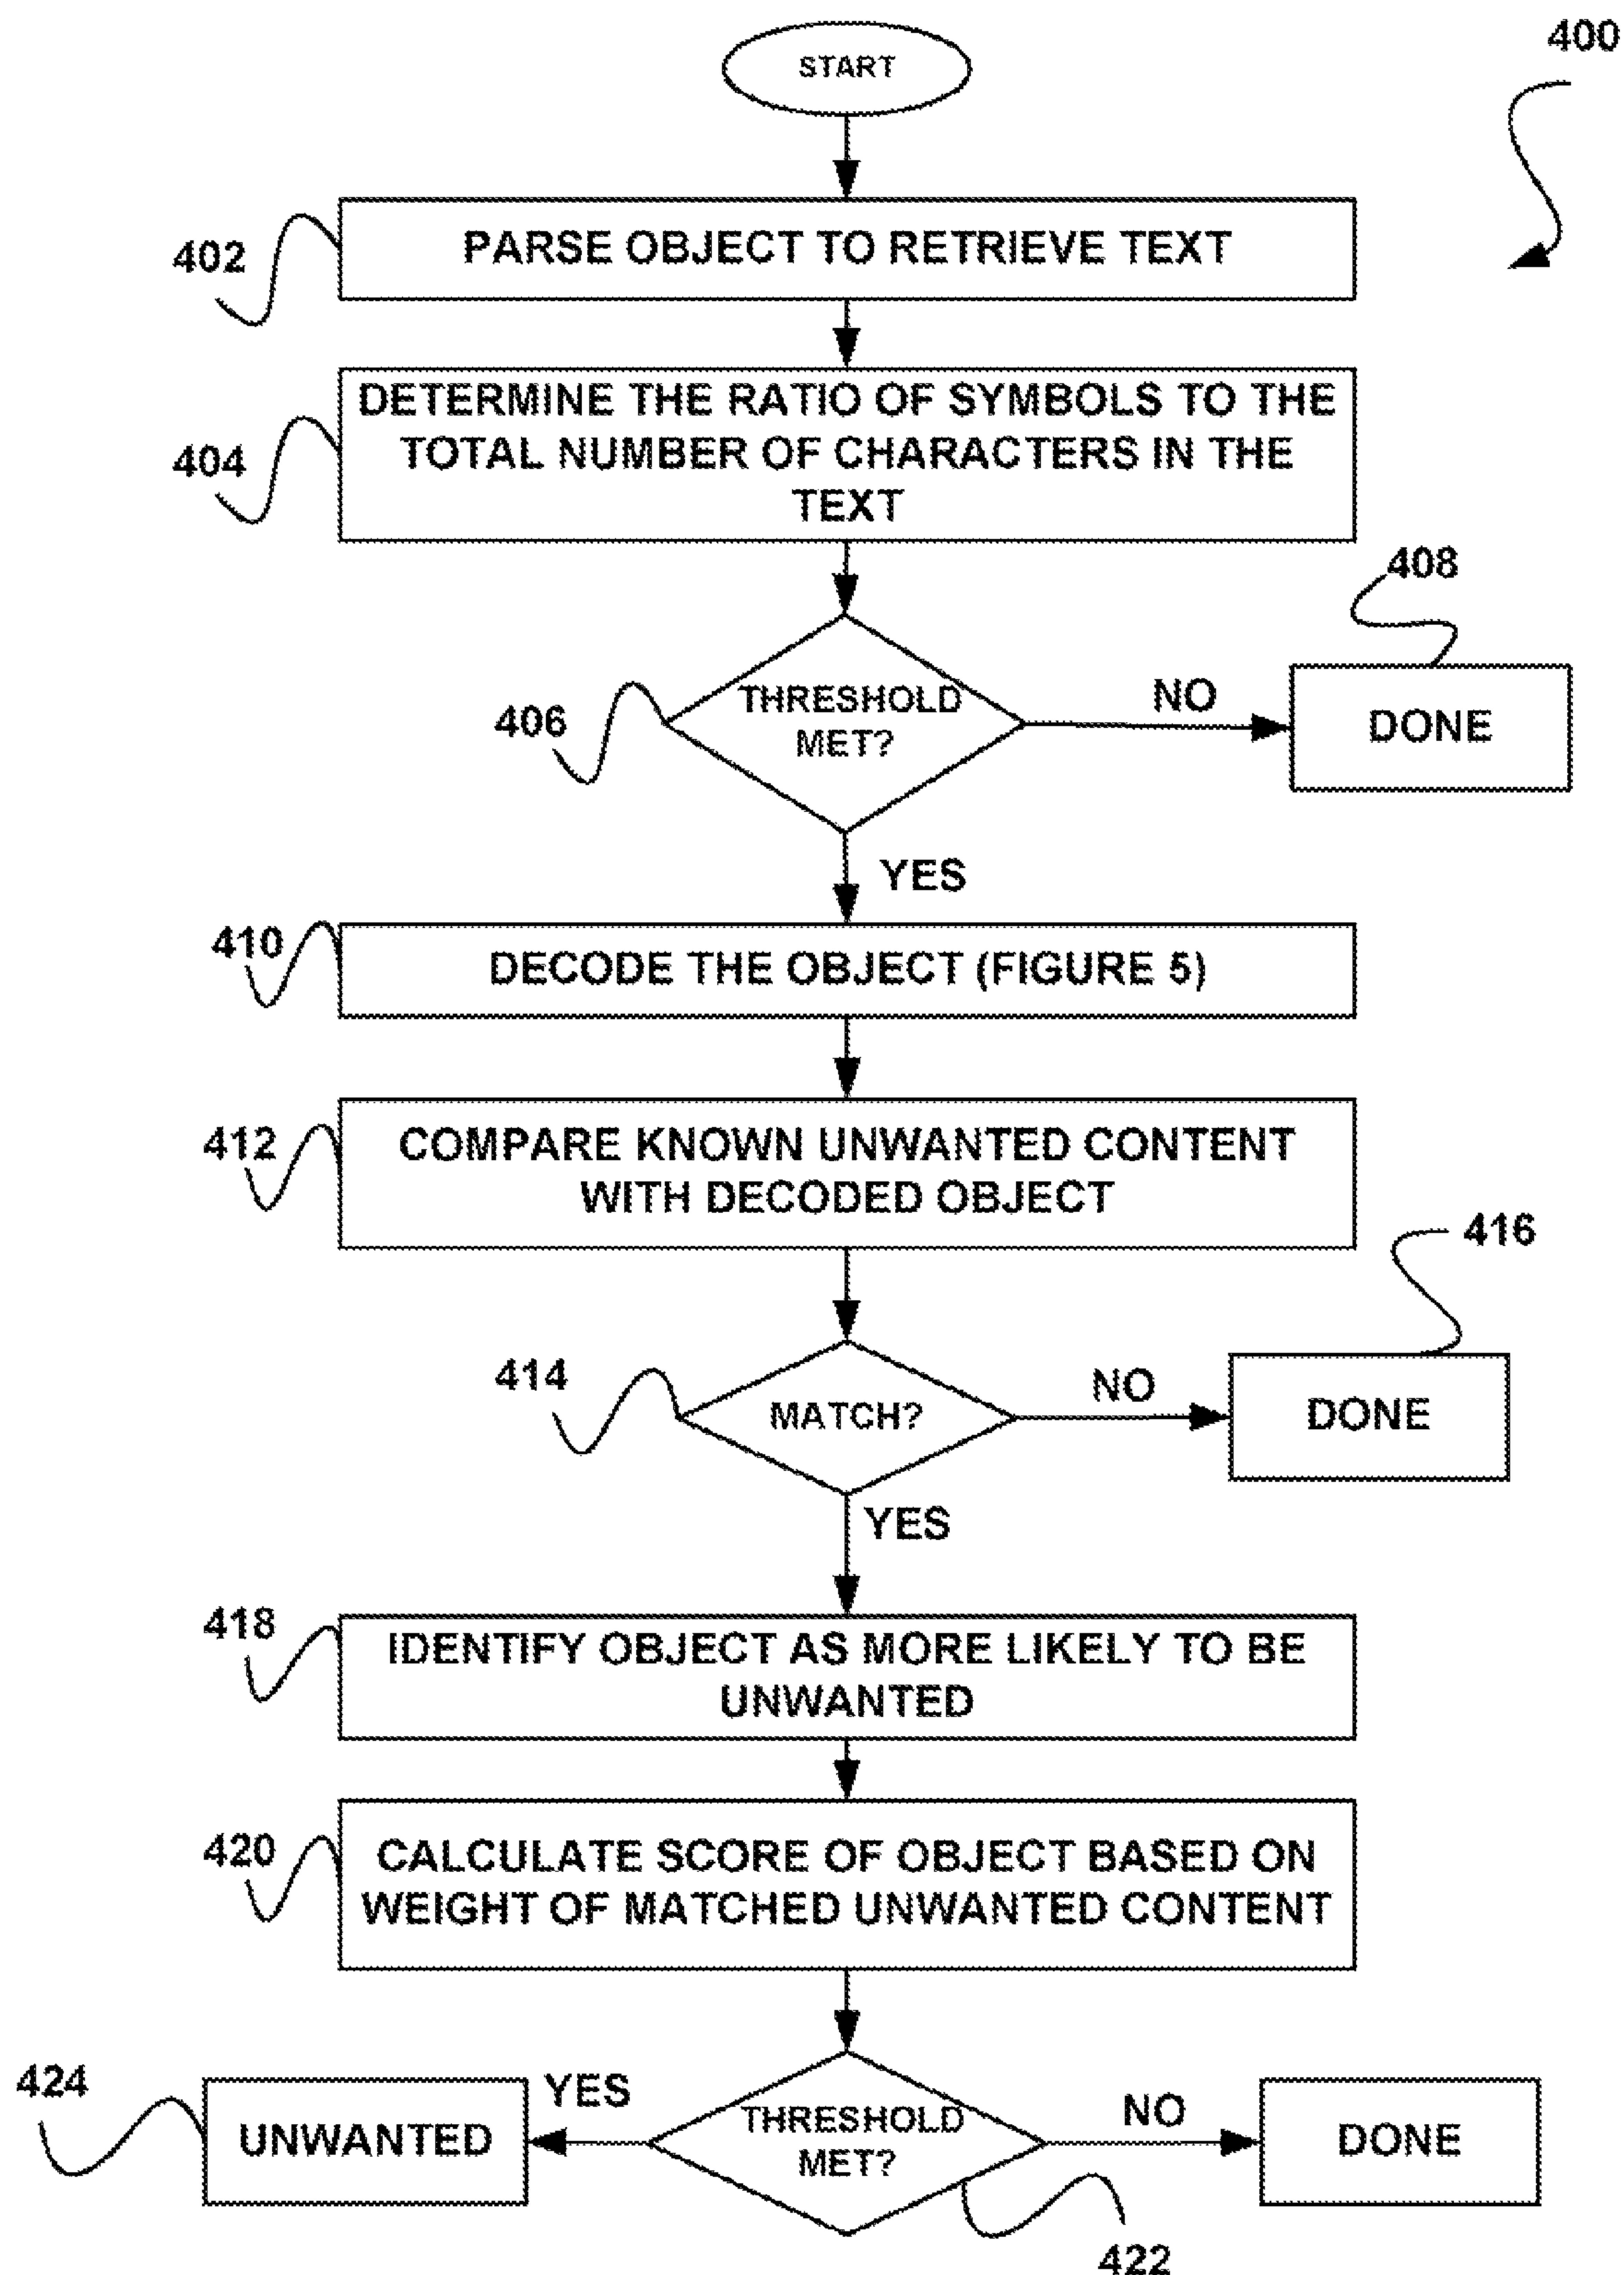 START
400
402
PARSE OBJECT TO RETRIEVE TEXT
404
DETERMINE THE RATIO OF SYMBOLS TO THE
TOTAL NUMBER OF CHARACTERS IN THE
TEXT
408
406
THRESHOLD
MET?
NO
DONE
YES
410
DECODE THE OBJECT (FIGURE 5)
412
COMPARE KNOWN UNWANTED CONTENT
WITH DECODED OBJECT
416
414
MATCH?
NO
DONE
YES
418
IDENTIFY OBJECT AS MORE LIKELY TO BE
UNWANTED
420
CALCULATE SCORE OF OBJECT BASED ON
WEIGHT OF MATCHED UNWANTED CONTENT
424
UNWANTED
YES
THRESHOLD
MET?
NO
DONE
422